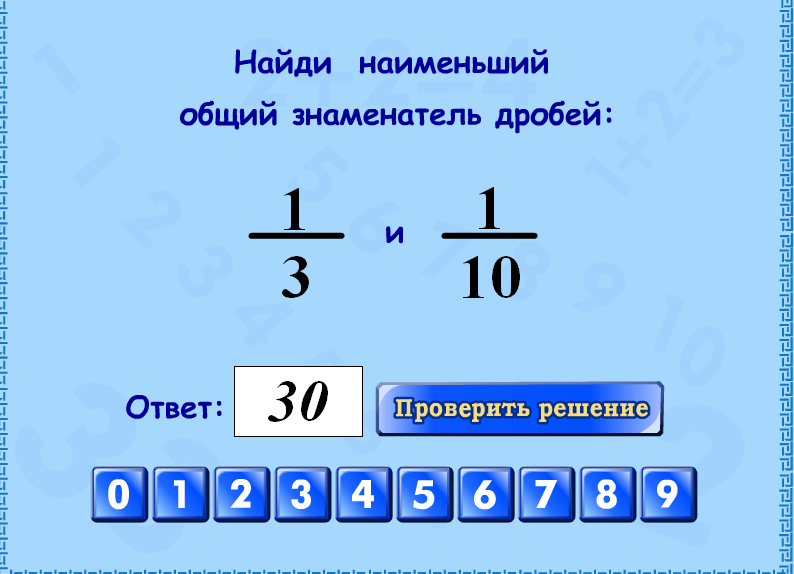 Найди наименьший
общий знаменатель дробей:
1 и 1
3 10
Ответ: 30 Проверить решение
0 1 2 3 4 5 6 7 8 9